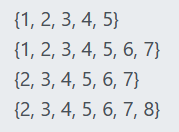 {1, 2, 3, 4, 5}
{1, 2, 3, 4, 5, 6, 7}
{2, 3, 4, 5, 6, 7}
{2, 3, 4, 5, 6, 7, 8}